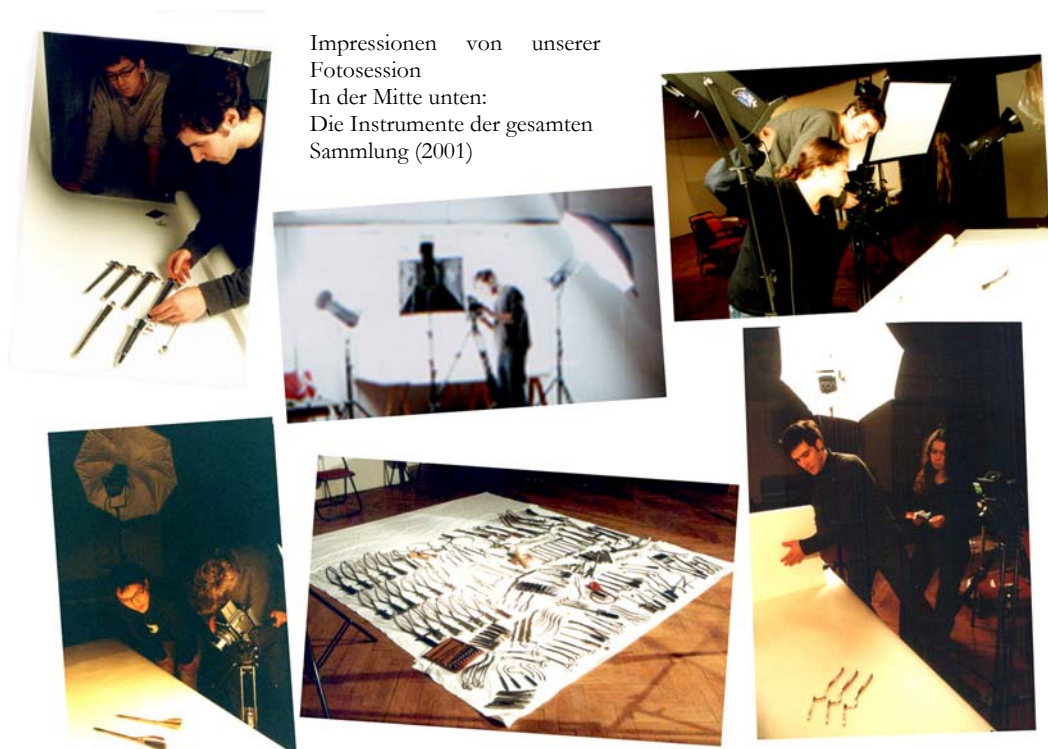 Impressionen von unserer
Fotosession
In der Mitte unten:
Die Instrumente der gesamten
Sammlung (2001)